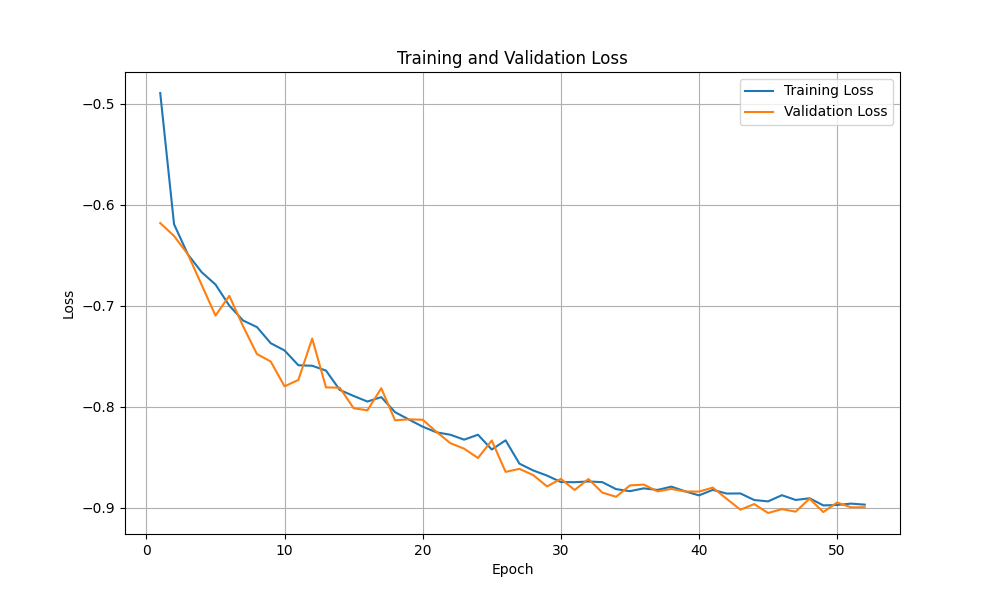 Training and Validation Loss
Training Loss
Validation Loss
Loss
−0.5
−0.6
−0.7
−0.8
−0.9
0
10
20
30
40
50
Epoch